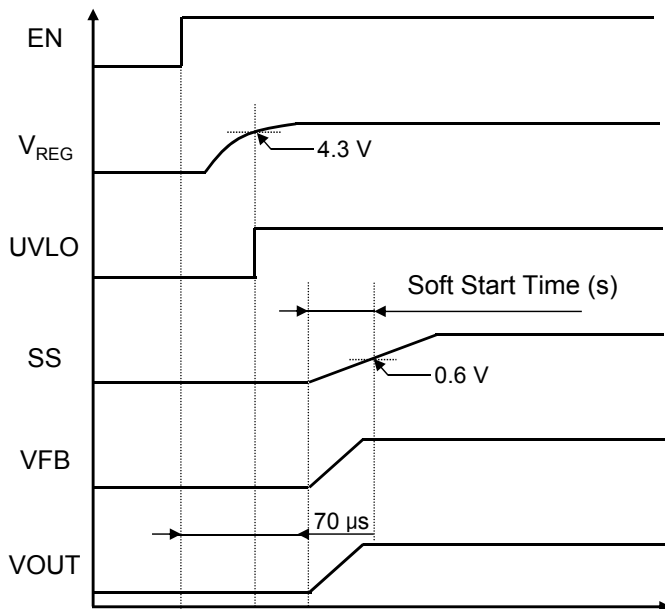 EN
VREG
4.3 V
UVLO
Soft Start Time (s)
SS
0.6 V
VFB
70 µs
VOUT